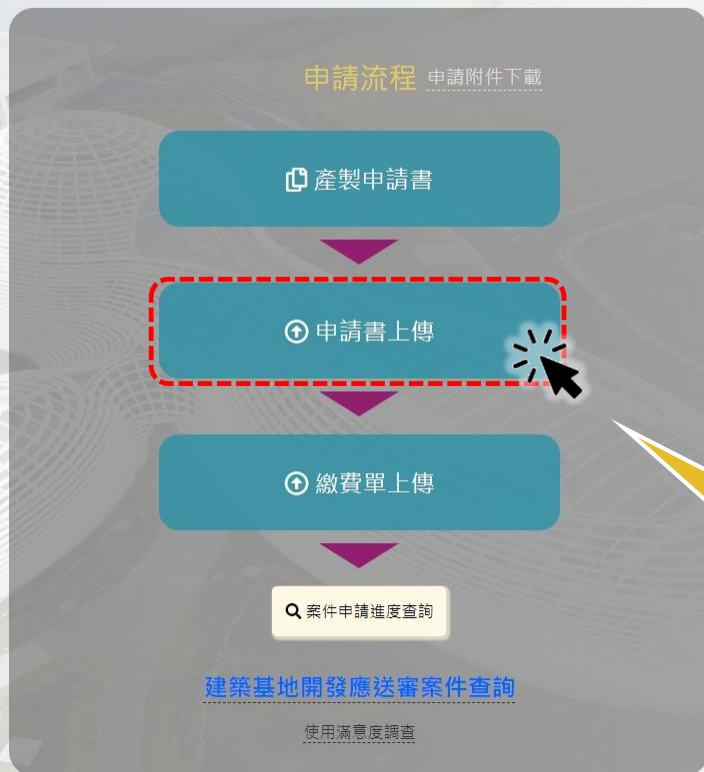 申請流程 申請附件下載
產製申請書
申請書上傳
繳費單上傳
案件申請進度查詢
建築基地開發應送審案件查詢
使用滿意度調查